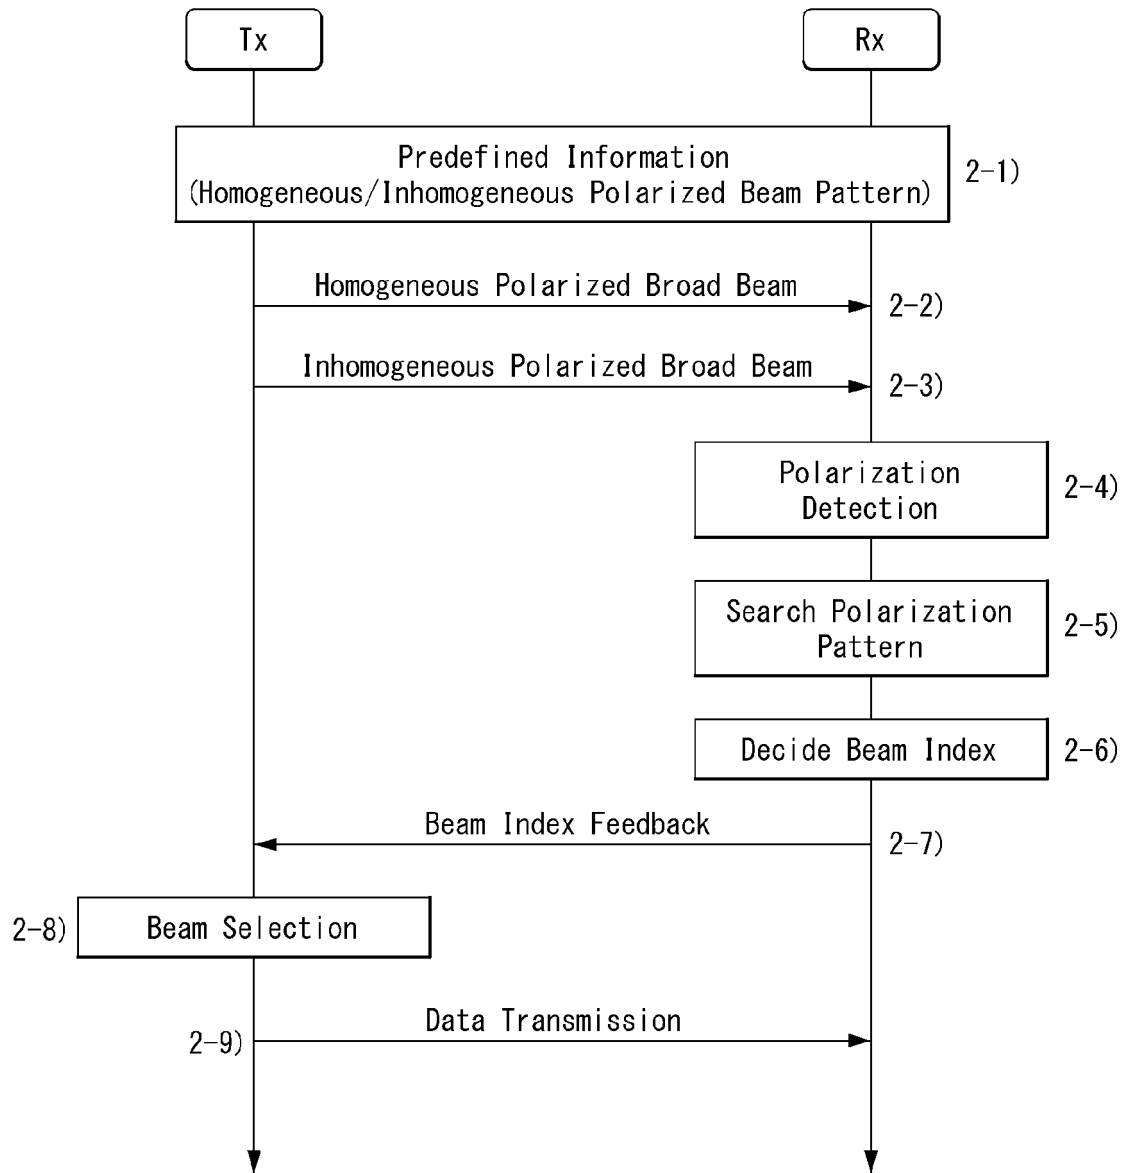 Tx
Rx
Predefined Information
(Homogeneous/Inhomogeneous Polarized Beam Pattern)
2-1)
Homogeneous Polarized Broad Beam
2-2)
Inhomogeneous Polarized Broad Beam
2-3)
Polarization
Detection
2-4)
Search Polarization
Pattern
2-5)
Decide Beam Index
2-6)
Beam Index Feedback
2-7)
2-8)
Beam Selection
Data Transmission
2-9)